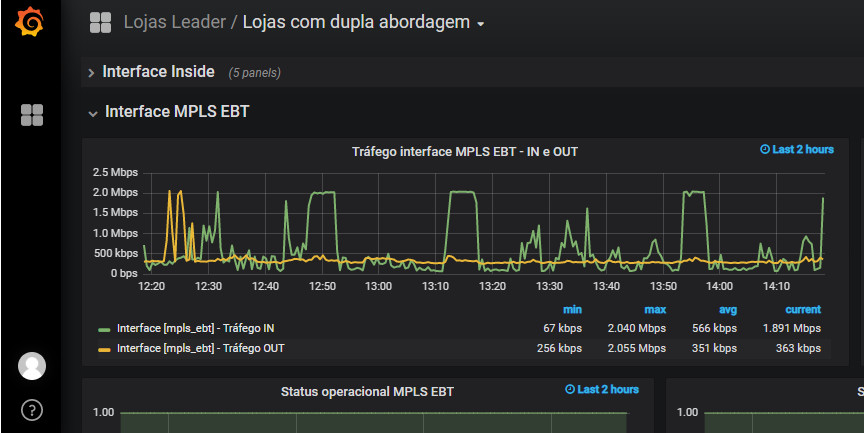 Lojas Leader / Lojas com dupla abordagem
Interface Inside (5 panels)
Interface MPLS EBT
Tráfego interface MPLS EBT - IN e OUT
Last 2 hours
2.5 Mbps
2.0 Mbps
1.5 Mbps
1.0 Mbps
500 kbps
0 bps
12:20 12:30 12:40 12:50 13:00 13:10 13:20 13:30 13:40 13:50 14:00 14:10
min max avg current
Interface [mpls_ebt] - Tráfego IN 67 kbps 2.040 Mbps 566 kbps 1.891 Mbps
Interface [mpls_ebt] - Tráfego OUT 256 kbps 2.055 Mbps 351 kbps 363 kbps
Status operacional MPLS EBT
Last 2 hours
S
1.00
1.00
?